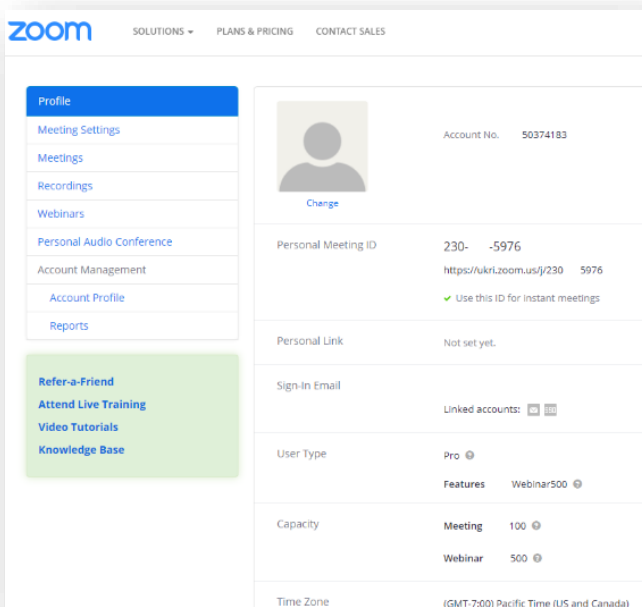 zoom SOLUTIONS PLANS & PRICING CONTACT SALES
Profile
Meeting Settings
Meetings
Recordings
Webinars
Personal Audio Conference
Account Management
Account Profile
Reports
Refer-a-Friend
Attend Live Training
Video Tutorials
Knowledge Base
Change
Account No. 50374183
Personal Meeting ID 230- -5976
https://ukri.zoom.us/j/230 5976
✓ Use this ID for instant meetings
Personal Link Not set yet.
Sign-In Email
Linked accounts:
User Type Pro
Features Webinar500
Capacity Meeting 100
Webinar 500
Time Zone (GMT-7:00) Pacific Time (US and Canada)